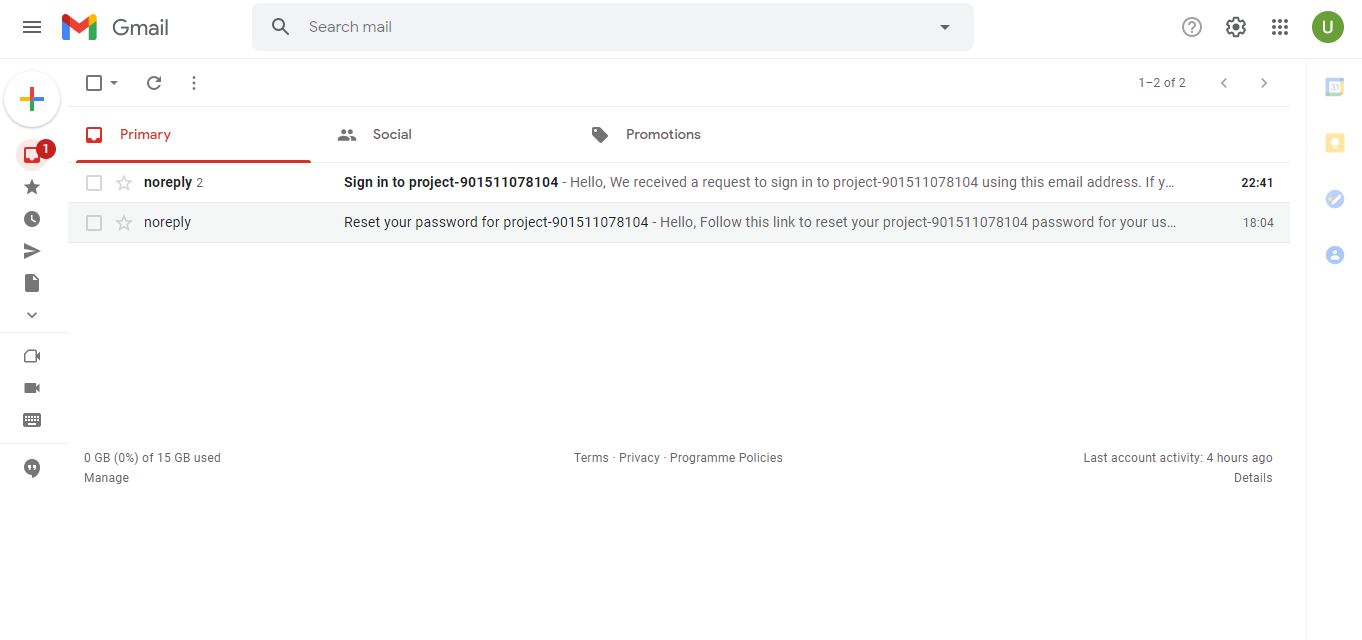 Gmail
Search mail
U
1–2 of 2
31
Primary
Social
Promotions
1
noreply 2 Sign in to project-901511078104 - Hello, We received a request to sign in to project-901511078104 using this email address. If y… 22:41
noreply Reset your password for project-901511078104 - Hello, Follow this link to reset your project-901511078104 password for your us… 18:04
0 GB (0%) of 15 GB used
Manage
Terms · Privacy · Programme Policies
Last account activity: 4 hours ago
Details